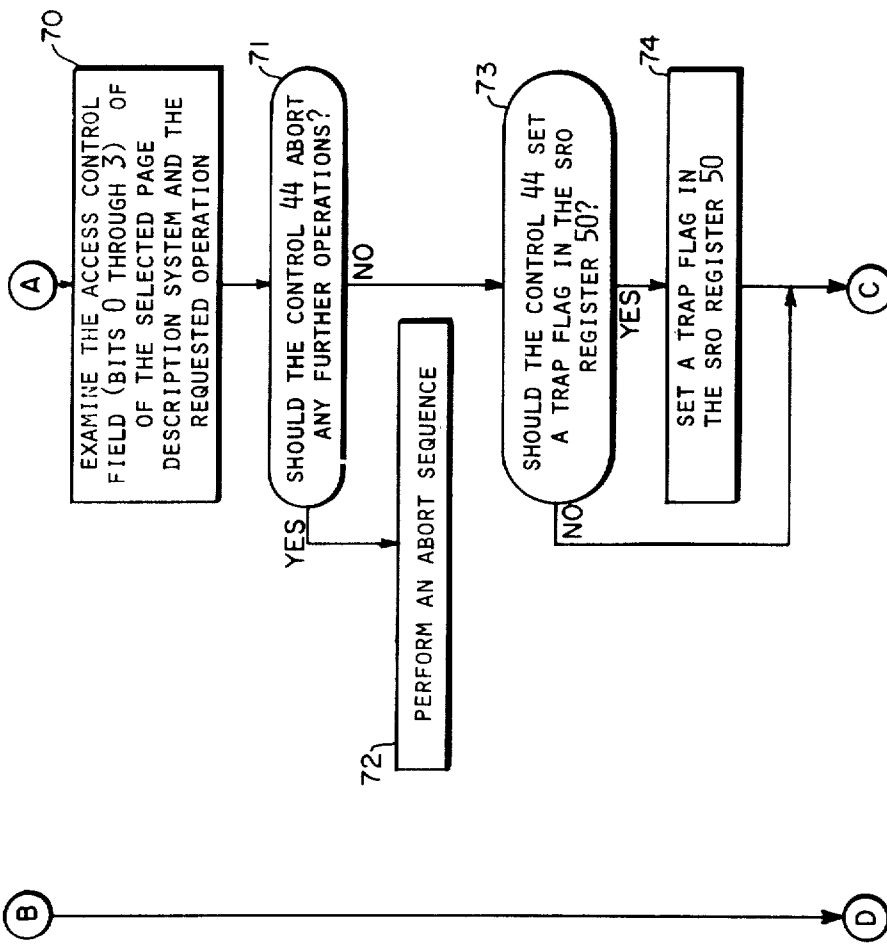 A
70
EXAMINE THE ACCESS CONTROL
FIELD (BITS 0 THROUGH 3) OF
OF THE SELECTED PAGE
DESCRIPTION SYSTEM AND THE
REQUESTED OPERATION
71
SHOULD THE CONTROL 44 ABORT
ANY FURTHER OPERATIONS?
YES
NO
72
PERFORM AN ABORT SEQUENCE
73
SHOULD THE CONTROL 44 SET
A TRAP FLAG IN THE SRO
REGISTER 50?
NO
YES
74
SET A TRAP FLAG IN
THE SRO REGISTER 50
C
B
D